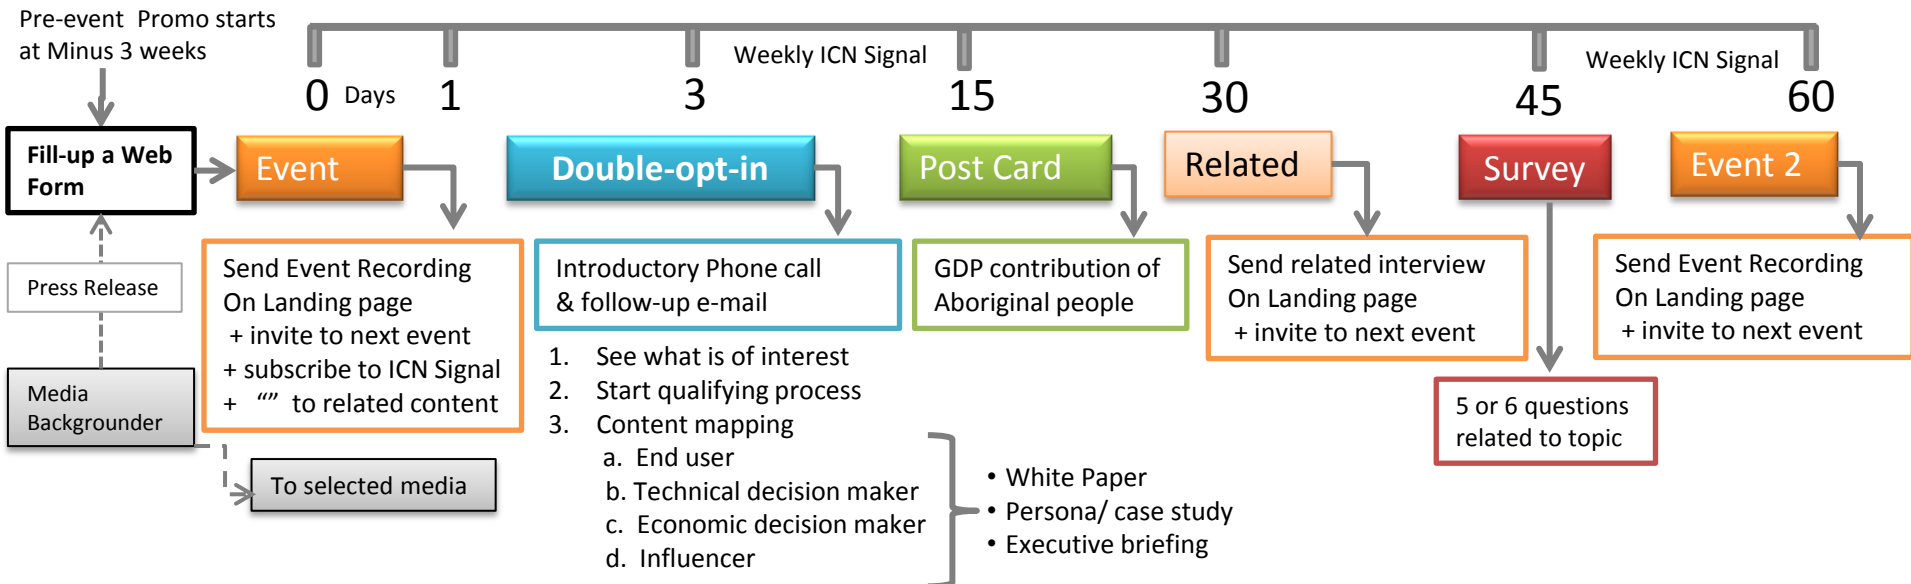 Pre-event  Promo starts
at Minus 3 weeks
Weekly ICN Signal
Weekly ICN Signal
0 Days 1 3 15 30 45 60
Fill-up a Web
Form
Event
Double-opt-in
Post Card
Related
Survey
Event 2
Press Release
Media
Backgrounder
To selected media
Send Event Recording
On Landing page
+ invite to next event
+ subscribe to ICN Signal
+ “” to related content
Introductory Phone call
& follow-up e-mail
1. See what is of interest
2. Start qualifying process
3. Content mapping
a. End user
b. Technical decision maker
c. Economic decision maker
d. Influencer
• White Paper
• Persona/ case study
• Executive briefing
GDP contribution of
Aboriginal people
Send related interview
On Landing page
+ invite to next event
5 or 6 questions
related to topic
Send Event Recording
On Landing page
+ invite to next event